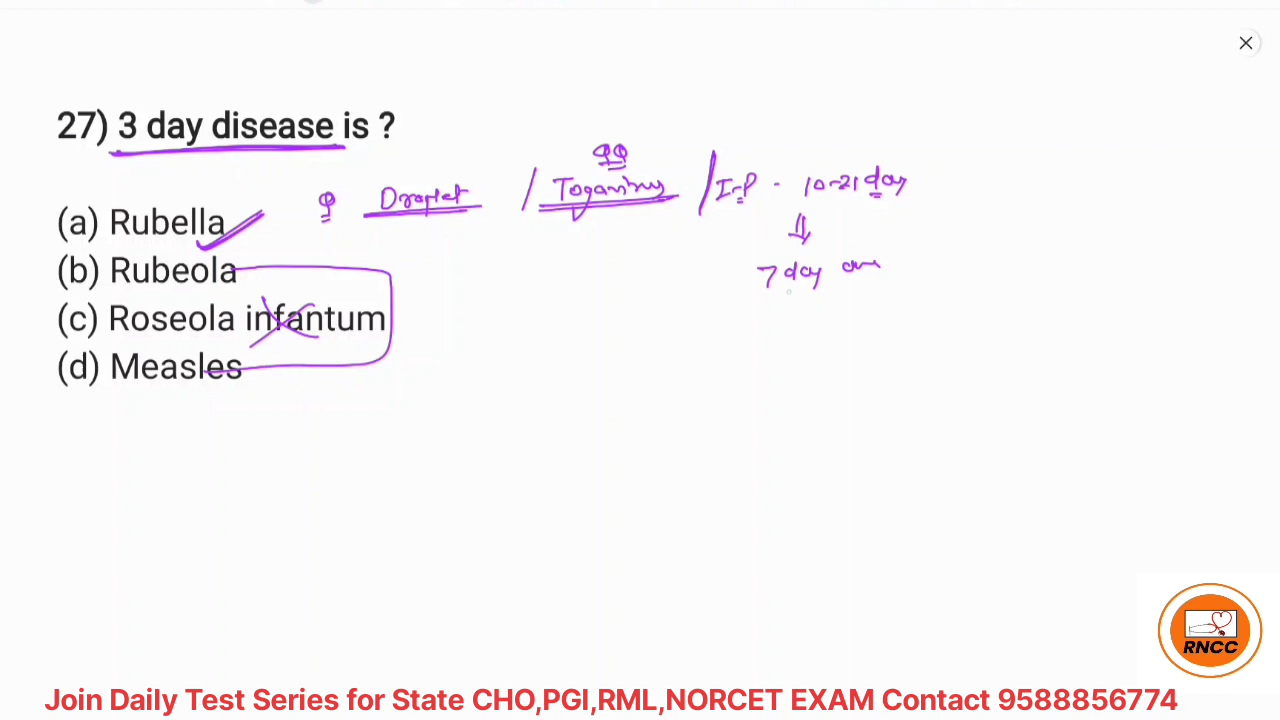 27) 3 day disease is ?
Droplet / Togavirus / I-P - 10-21 day
(a) Rubella
(b) Rubeola
7 day
(c) Roseola infantum
(d) Measles
RNCC
Join Daily Test Series for State CHO,PGI,RML,NORCET EXAM Contact 9588856774